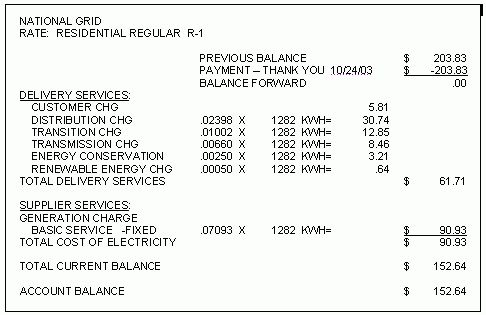 NATIONAL GRID
RATE: RESIDENTIAL REGULAR R-1
PREVIOUS BALANCE $ 203.83
PAYMENT – THANK YOU 10/24/03 $ -203.83
BALANCE FORWARD .00
DELIVERY SERVICES:
CUSTOMER CHG 5.81
DISTRIBUTION CHG .02398 X 1282 KWH= 30.74
TRANSITION CHG .01002 X 1282 KWH= 12.85
TRANSMISSION CHG .00660 X 1282 KWH= 8.46
ENERGY CONSERVATION .00250 X 1282 KWH= 3.21
RENEWABLE ENERGY CHG .00050 X 1282 KWH= .64
TOTAL DELIVERY SERVICES $ 61.71
SUPPLIER SERVICES:
GENERATION CHARGE
BASIC SERVICE -FIXED .07093 X 1282 KWH= $ 90.93
TOTAL COST OF ELECTRICITY $ 90.93
TOTAL CURRENT BALANCE $ 152.64
ACCOUNT BALANCE $ 152.64